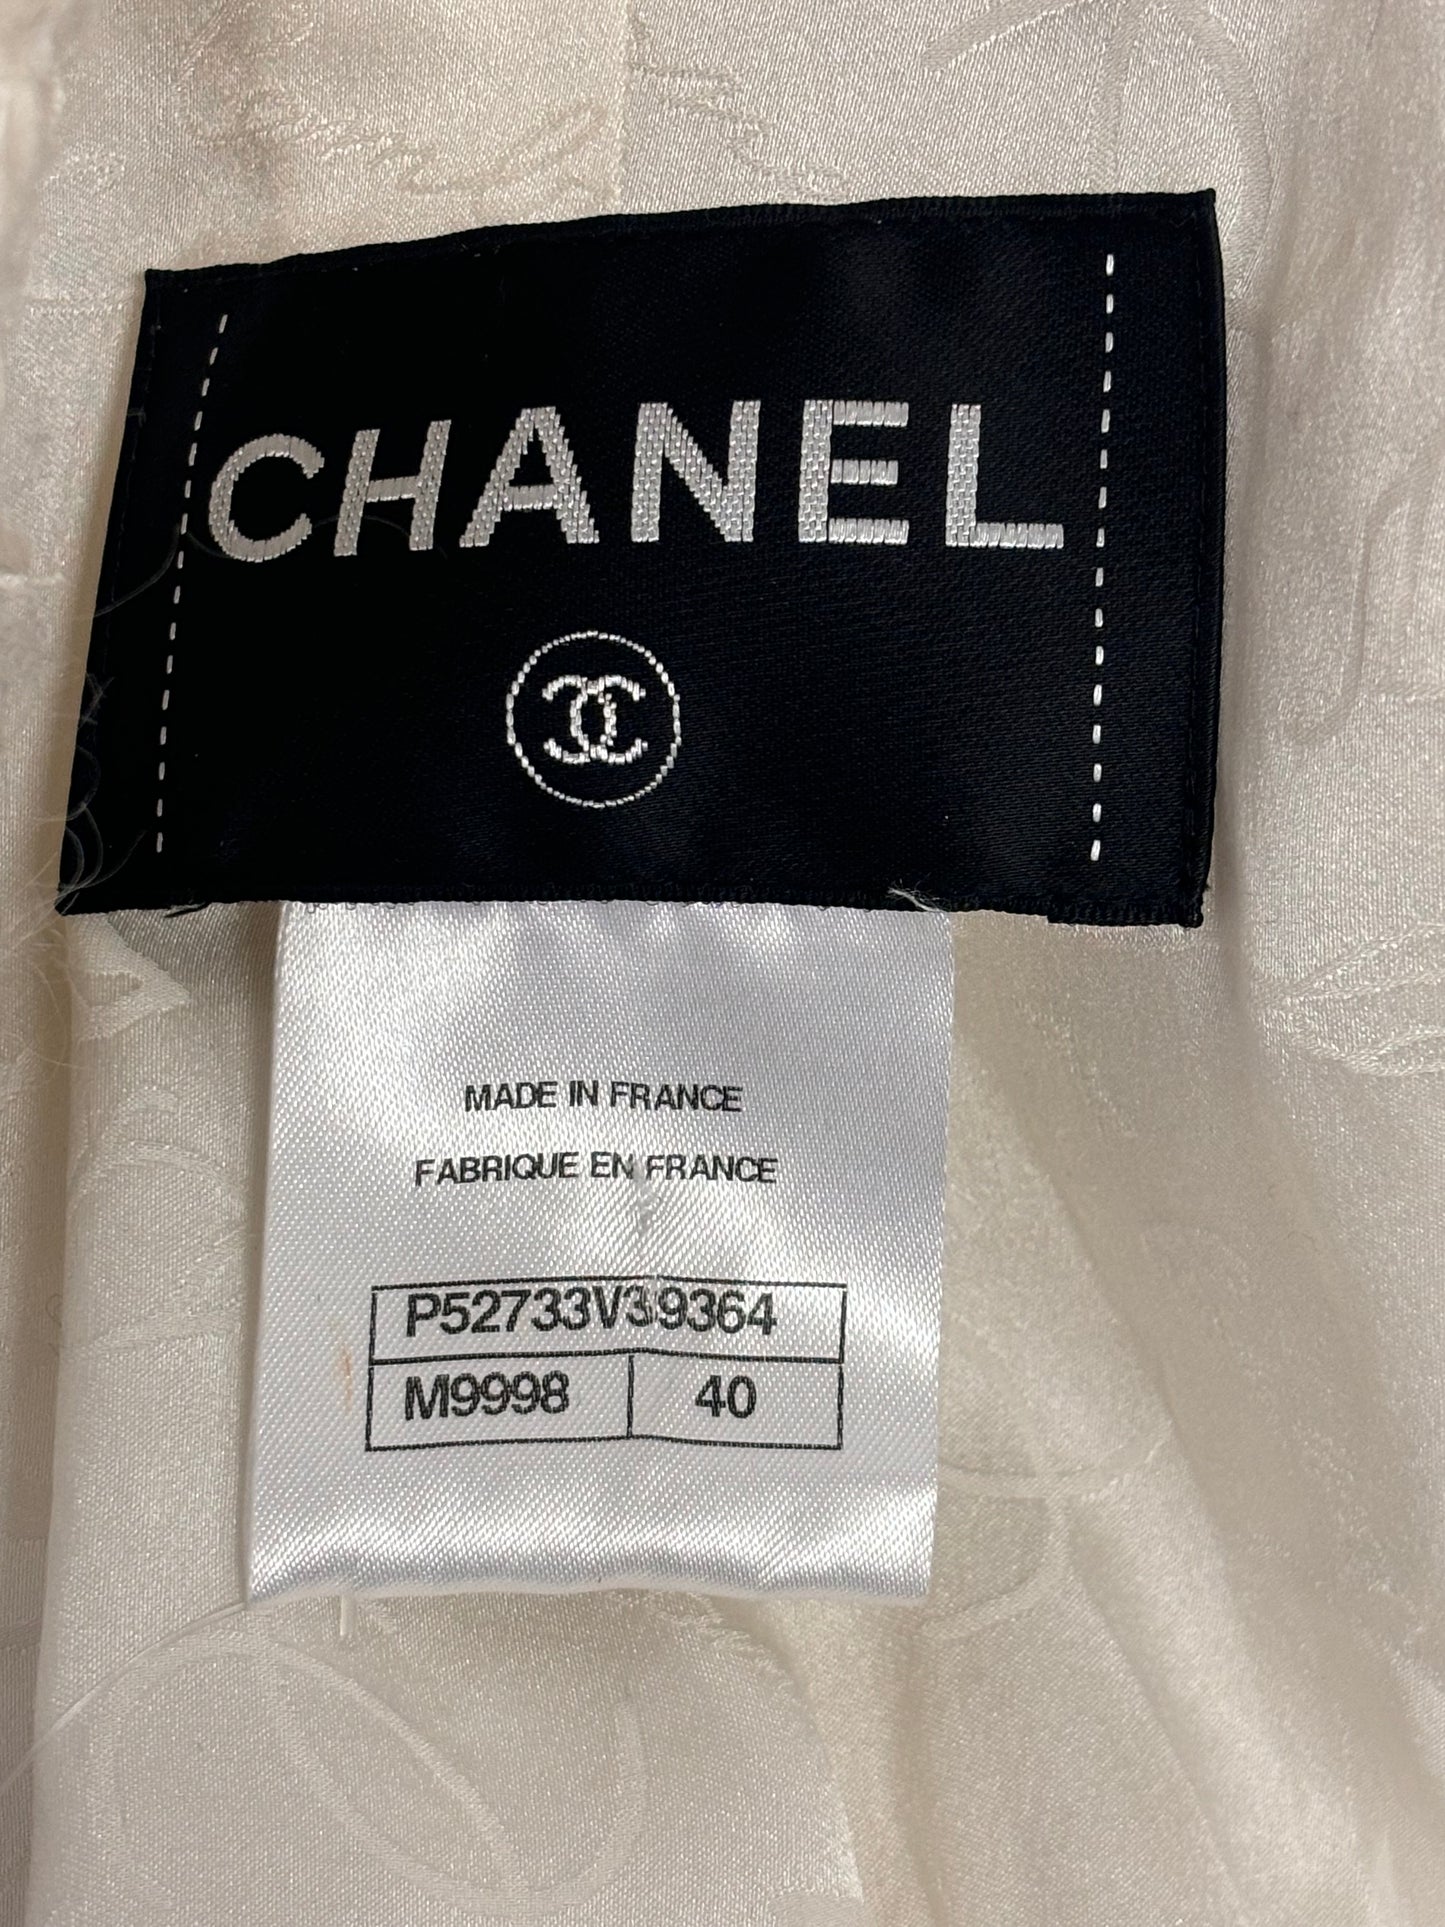 CHANEL
MADE IN FRANCE
FABRIQUE EN FRANCE
P52733V39364
M9998 40